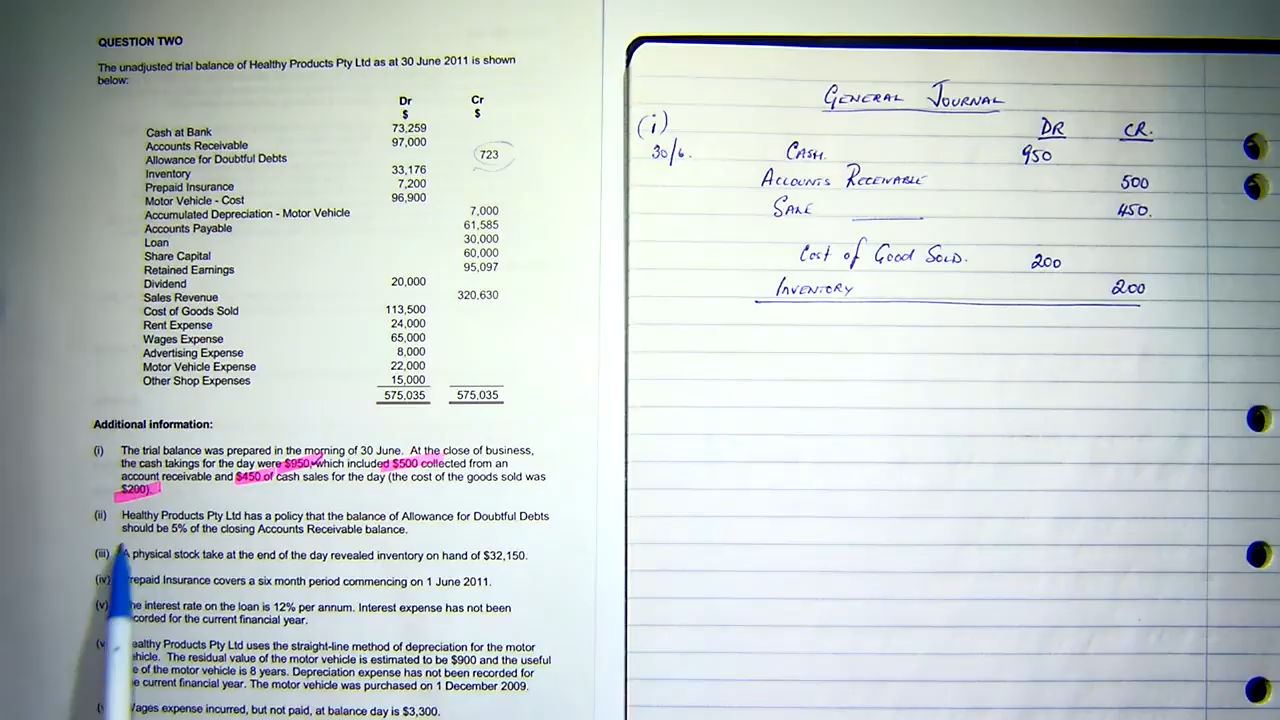 QUESTION TWO
The unadjusted trial balance of Healthy Products Pty Ltd as at 30 June 2011 is shown
below:
Dr Cr
$ $
Cash at Bank 73,259
Accounts Receivable 97,000
Allowance for Doubtful Debts 723
Inventory 33,176
Prepaid Insurance 7,200
Motor Vehicle - Cost 96,900
Accumulated Depreciation - Motor Vehicle 7,000
Accounts Payable 61,585
Loan 30,000
Share Capital 60,000
Retained Earnings 95,097
Dividend 20,000
Sales Revenue 320,630
Cost of Goods Sold 113,500
Rent Expense 24,000
Wages Expense 65,000
Advertising Expense 8,000
Motor Vehicle Expense 22,000
Other Shop Expenses 15,000
575,035 575,035
Additional information:
(i) The trial balance was prepared in the morning of 30 June. At the close of business,
the cash takings for the day were $950, which included $500 collected from an
account receivable and $450 of cash sales for the day (the cost of the goods sold was
$200).
(ii) Healthy Products Pty Ltd has a policy that the balance of Allowance for Doubtful Debts
should be 5% of the closing Accounts Receivable balance.
(iii) A physical stock take at the end of the day revealed inventory on hand of $32,150.
(iv) repaid Insurance covers a six month period commencing on 1 June 2011.
(v) he interest rate on the loan is 12% per annum. Interest expense has not been
corded for the current financial year.
(v ealthy Products Pty Ltd uses the straight-line method of depreciation for the motor
hicle. The residual value of the motor vehicle is estimated to be $900 and the useful
e of the motor vehicle is 8 years. Depreciation expense has not been recorded for
e current financial year. The motor vehicle was purchased on 1 December 2009.
( ages expense incurred, but not paid, at balance day is $3,300.
GENERAL JOURNAL
(i) DR CR.
30/6. CASH. 950
ACCOUNTS RECEIVABLE 500
SALE 450.
Cost of Good Sold. 200
INVENTORY 200